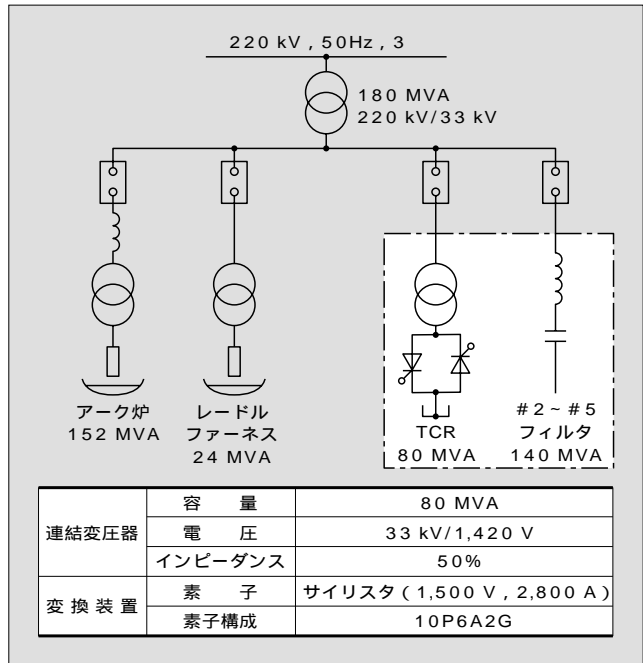 220 kV , 50Hz , 3
180 MVA
220 kV/33 kV
アーク炉
152 MVA
レードル
ファーネス
24 MVA
TCR
80 MVA
#2～#5
フィルタ
140 MVA
連結変圧器
容 量
80 MVA
電 圧
33 kV/1,420 V
インピーダンス
50%
変換装置
素 子
サイリスタ（1,500 V , 2,800 A）
素子構成
10P6A2G